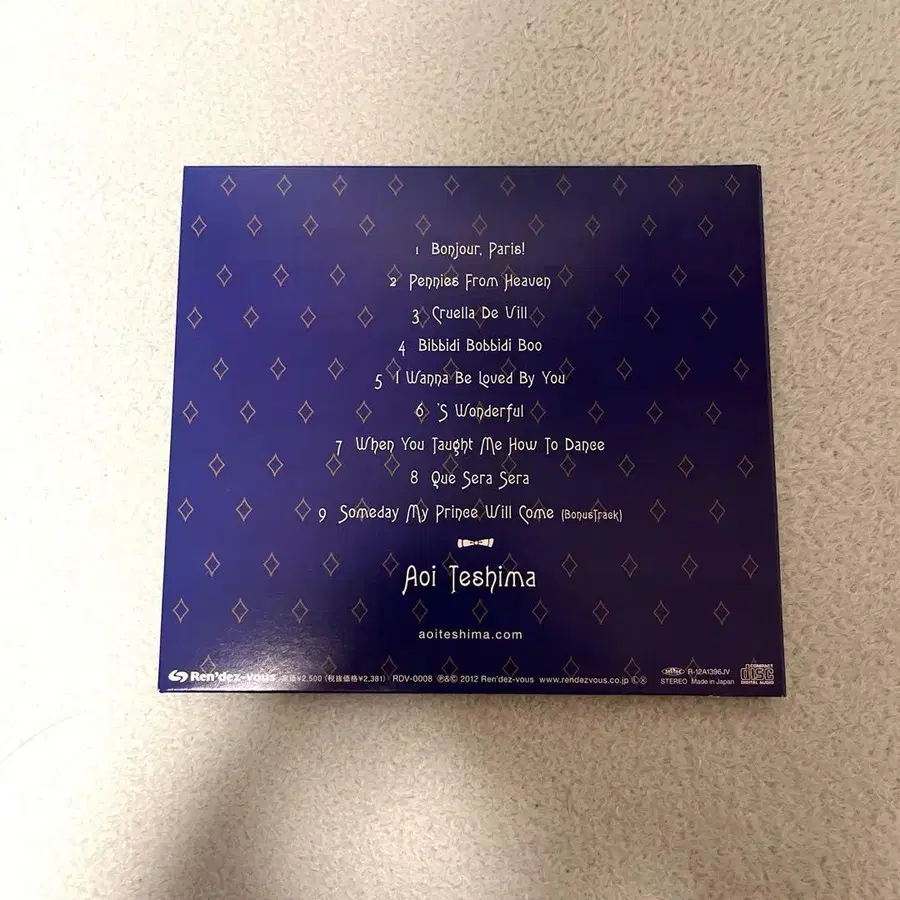 1 Bonjour, Paris!
2 Pennies From Heaven
3 Cruella De Vill
4 Bibbidi Bobbidi Boo
5 I Wanna Be Loved By You
6 'S Wonderful
7 When You Taught Me How To Dance
8 Que Sera Sera
9 Someday My Prince Will Come (BonusTrack)
Aoi Teshima
aoiteshima.com
Ren'dez-vous 定価¥2,500 (税抜価格¥2,381) RDV-0008 ℗&© 2012 Ren'dez-vous www.rendezvous.co.jp Ⓛ Ⓧ
R-12A1396JV
STEREO Made in Japan
COMPACT disc DIGITAL AUDIO